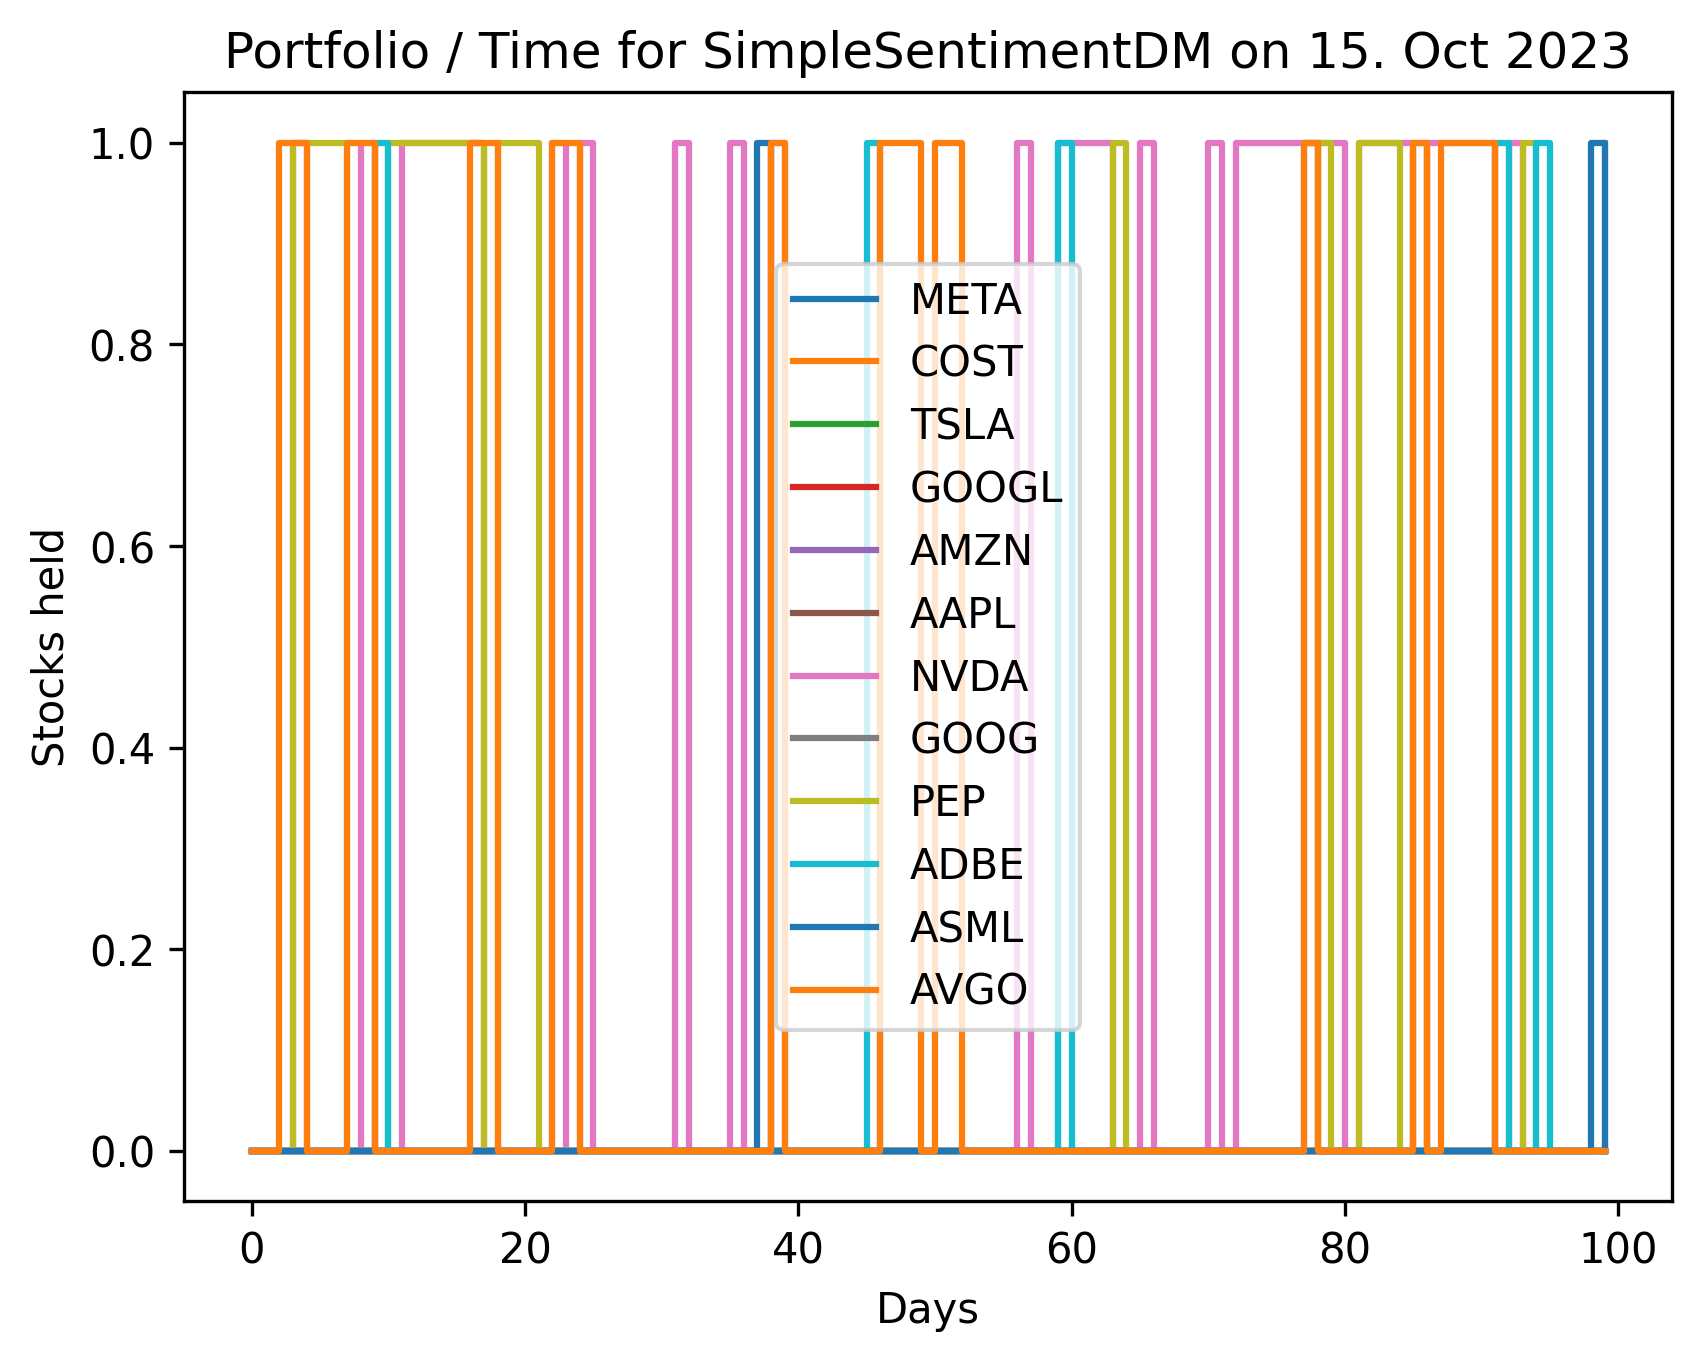 Portfolio / Time for SimpleSentimentDM on 15. Oct 2023
Stocks held
1.0
0.8
0.6
0.4
0.2
0.0
META
COST
TSLA
GOOGL
AMZN
AAPL
NVDA
GOOG
PEP
ADBE
ASML
AVGO
0 20 40 60 80 100
Days